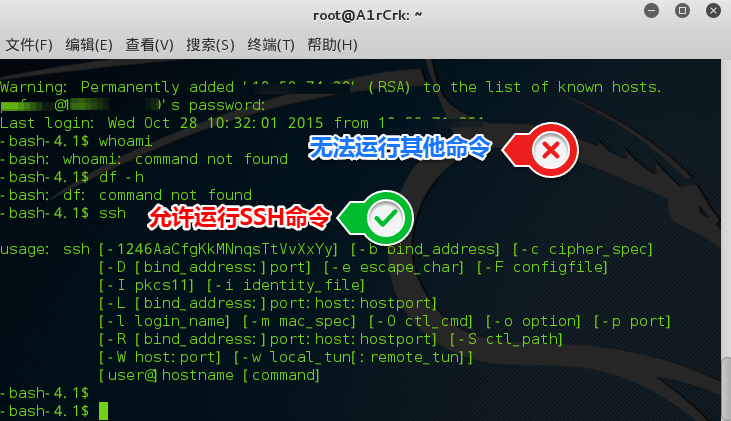 root@A1rCrk: ~
文件(F) 编辑(E) 查看(V) 搜索(S) 终端(T) 帮助(H)
Warning: Permanently added '' (RSA) to the list of known hosts.
@'s password:
Last login: Wed Oct 28 10:32:01 2015 from
-bash-4.1$ whoami
无法运行其他命令
-bash: whoami: command not found
-bash-4.1$ df -h
-bash: df: command not found
-bash-4.1$ ssh
允许运行SSH命令
usage: ssh [-1246AaCfgKkMNnqsTtVvXxYy] [-b bind_address] [-c cipher_spec]
[-D [bind_address:]port] [-e escape_char] [-F configfile]
[-I pkcs11] [-i identity_file]
[-L [bind_address:]port:host:hostport]
[-l login_name] [-m mac_spec] [-O ctl_cmd] [-o option] [-p port]
[-R [bind_address:]port:host:hostport] [-S ctl_path]
[-W host:port] [-w local_tun[:remote_tun]]
[user@]hostname [command]
-bash-4.1$
-bash-4.1$